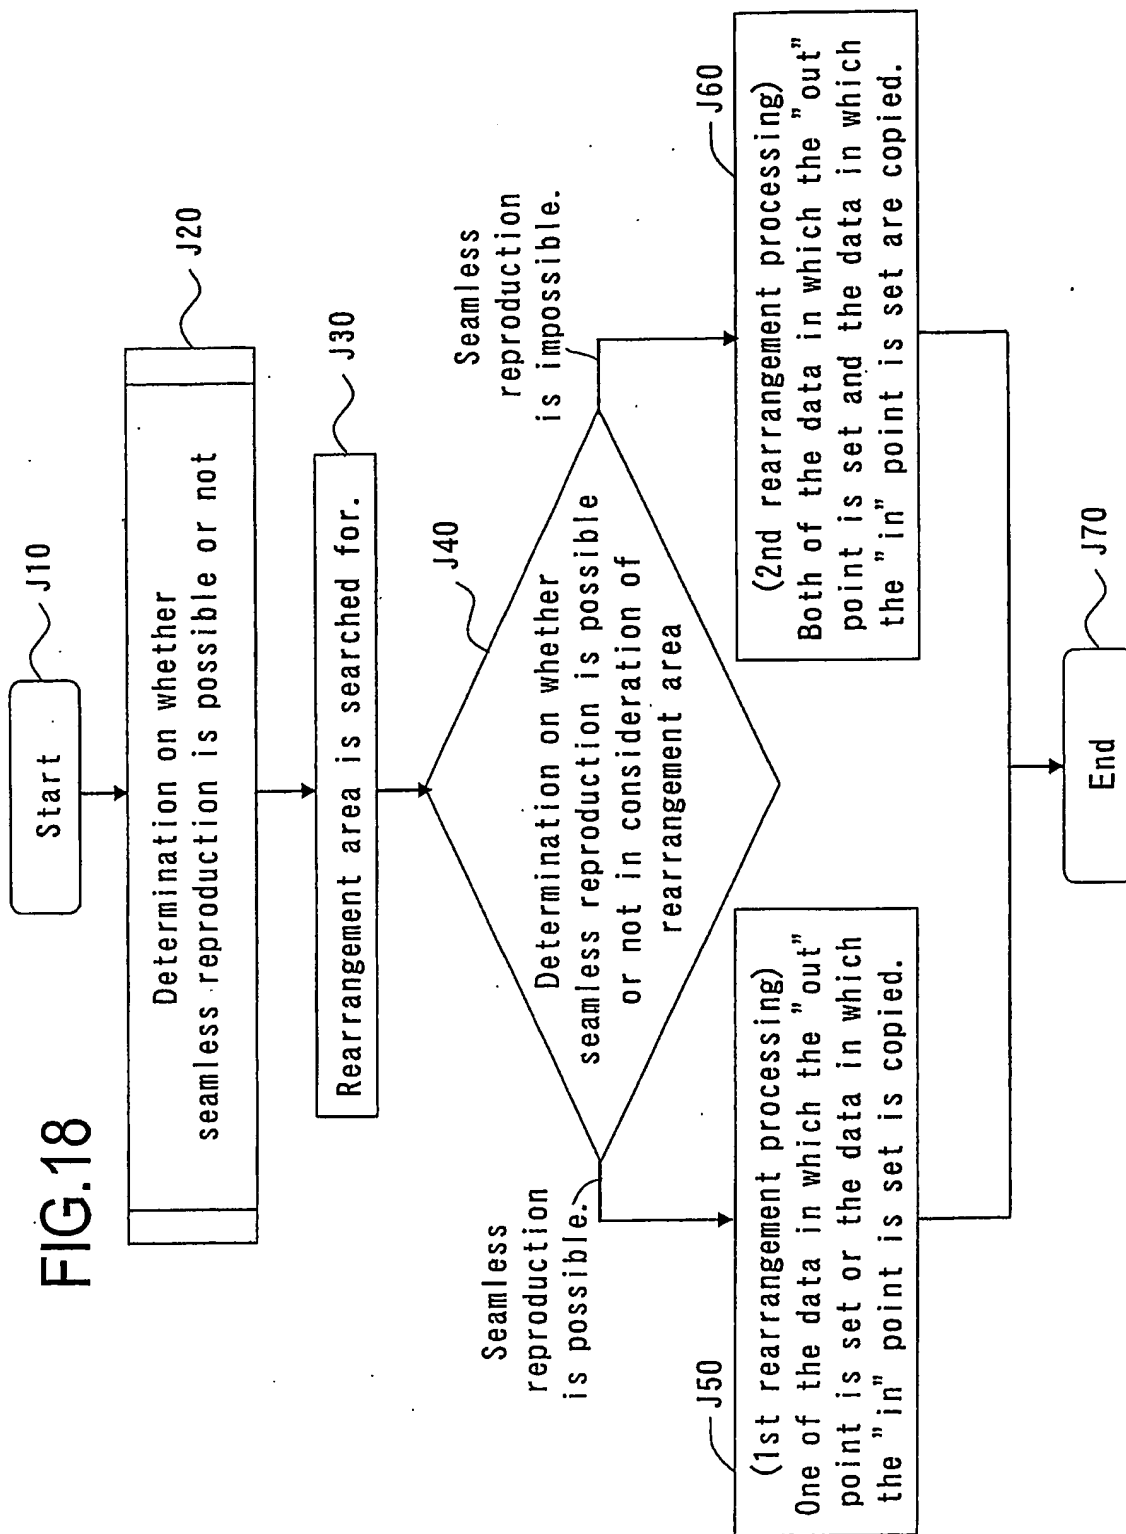 FIG.18
Start
J10
Determination on whether
seamless reproduction is possible or not
J20
Rearrangement area is searched for.
J30
J40
Determination on whether
seamless reproduction is possible
or not in consideration of
rearrangement area
Seamless
reproduction
is possible.
Seamless
reproduction
is impossible.
J50
(1st rearrangement processing)
One of the data in which the "out"
point is set or the data in which
the "in" point is set is copied.
J60
(2nd rearrangement processing)
Both of the data in which the "out"
point is set and the data in which
the "in" point is set are copied.
End
J70